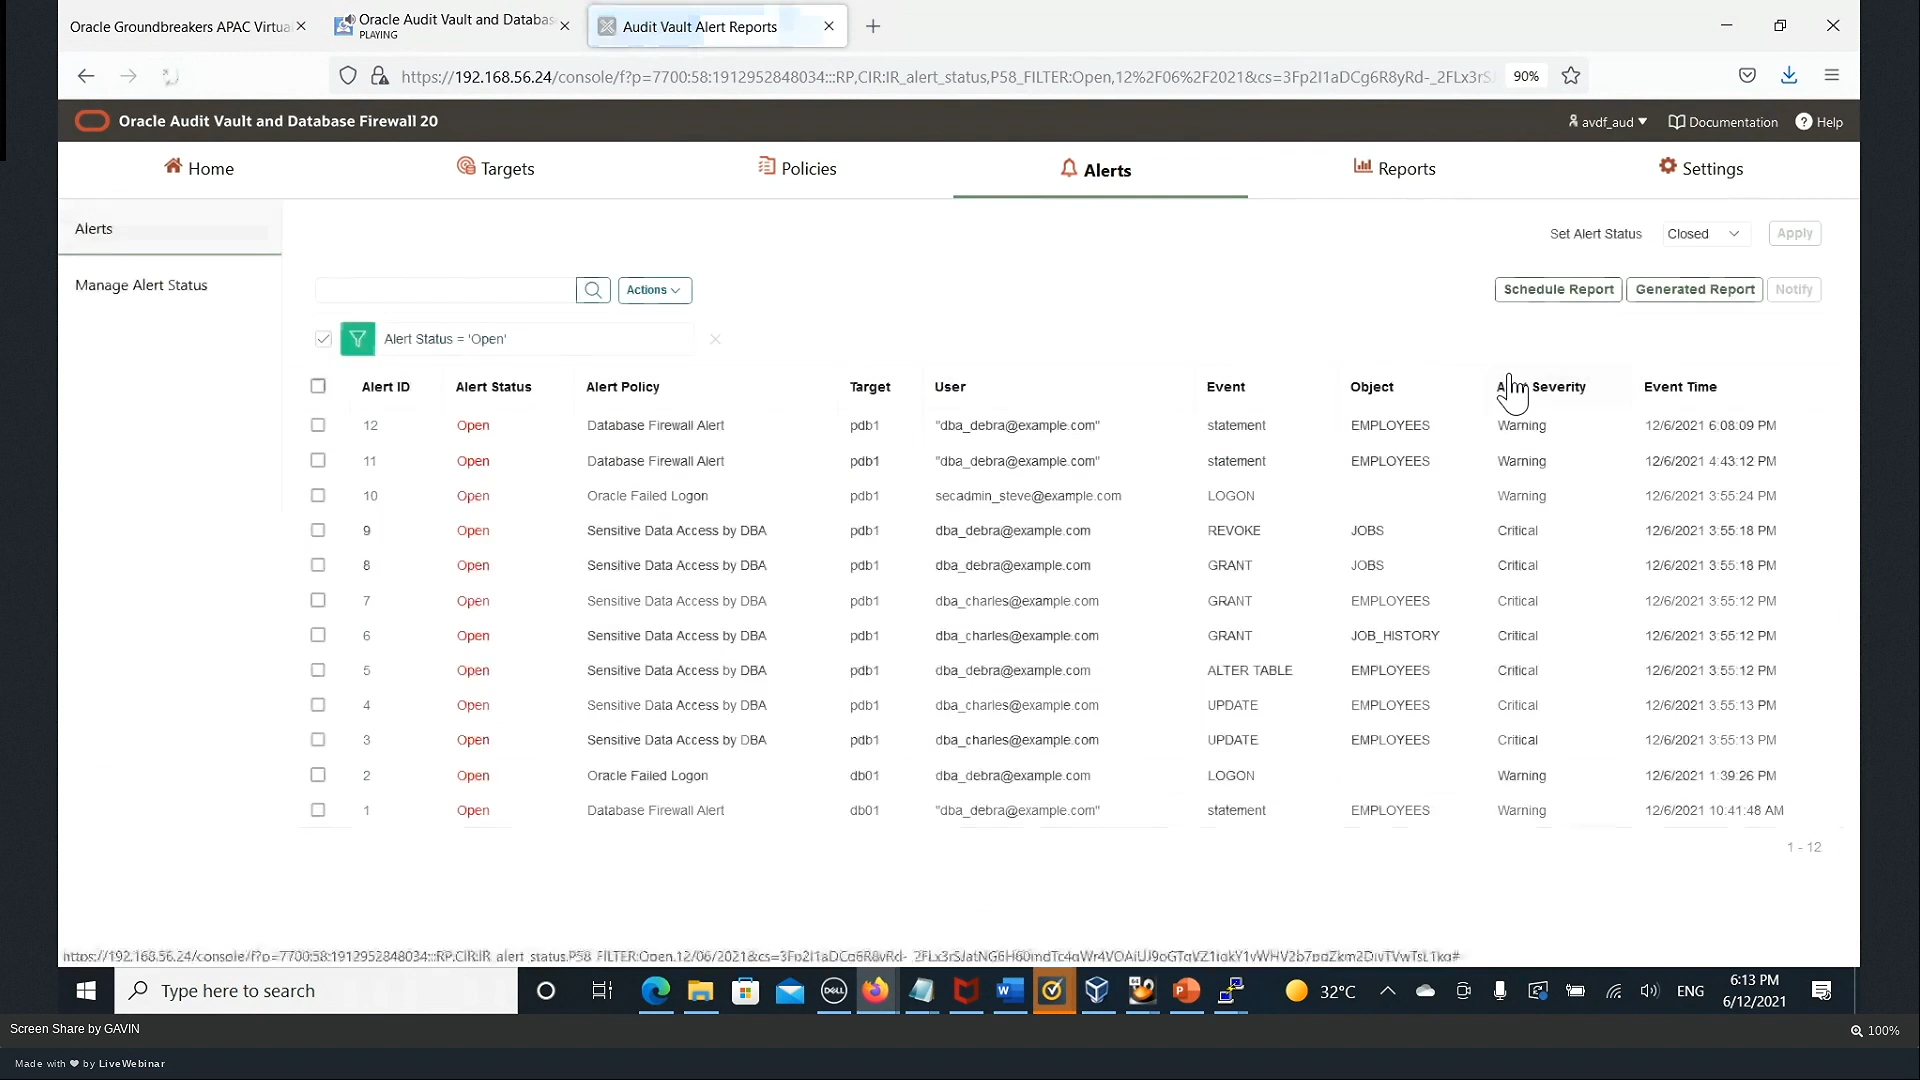 Oracle Groundbreakers APAC Virtua
Oracle Audit Vault and Databas
PLAYING
Audit Vault Alert Reports
https://192.168.56.24/console/f?p=7700:58:1912952848034:::RP,CIR:IR_alert_status,P58_FILTER:Open,12%2F06%2F2021&cs=3Fp2I1aDCg6R8yRd-_2FLx3rS
90%
Oracle Audit Vault and Database Firewall 20
avdf_aud
Documentation
Help
Home
Targets
Policies
Alerts
Reports
Settings
Alerts
Manage Alert Status
Set Alert Status Closed Apply
Actions
Schedule Report Generated Report Notify
Alert Status = 'Open'
Alert ID Alert Status Alert Policy Target User Event Object Severity Event Time
12 Open Database Firewall Alert pdb1 "dba_debra@example.com" statement EMPLOYEES Warning 12/6/2021 6:08:09 PM
11 Open Database Firewall Alert pdb1 "dba_debra@example.com" statement EMPLOYEES Warning 12/6/2021 4:43:12 PM
10 Open Oracle Failed Logon pdb1 secadmin_steve@example.com LOGON Warning 12/6/2021 3:55:24 PM
9 Open Sensitive Data Access by DBA pdb1 dba_debra@example.com REVOKE JOBS Critical 12/6/2021 3:55:18 PM
8 Open Sensitive Data Access by DBA pdb1 dba_debra@example.com GRANT JOBS Critical 12/6/2021 3:55:18 PM
7 Open Sensitive Data Access by DBA pdb1 dba_charles@example.com GRANT EMPLOYEES Critical 12/6/2021 3:55:12 PM
6 Open Sensitive Data Access by DBA pdb1 dba_charles@example.com GRANT JOB_HISTORY Critical 12/6/2021 3:55:12 PM
5 Open Sensitive Data Access by DBA pdb1 dba_debra@example.com ALTER TABLE EMPLOYEES Critical 12/6/2021 3:55:12 PM
4 Open Sensitive Data Access by DBA pdb1 dba_charles@example.com UPDATE EMPLOYEES Critical 12/6/2021 3:55:13 PM
3 Open Sensitive Data Access by DBA pdb1 dba_charles@example.com UPDATE EMPLOYEES Critical 12/6/2021 3:55:13 PM
2 Open Oracle Failed Logon db01 dba_debra@example.com LOGON Warning 12/6/2021 1:39:26 PM
1 Open Database Firewall Alert db01 "dba_debra@example.com" statement EMPLOYEES Warning 12/6/2021 10:41:48 AM
1 - 12
Type here to search
DELL
32°C
ENG
6:13 PM
6/12/2021
Screen Share by GAVIN
100%
Made with ❤ by LiveWebinar